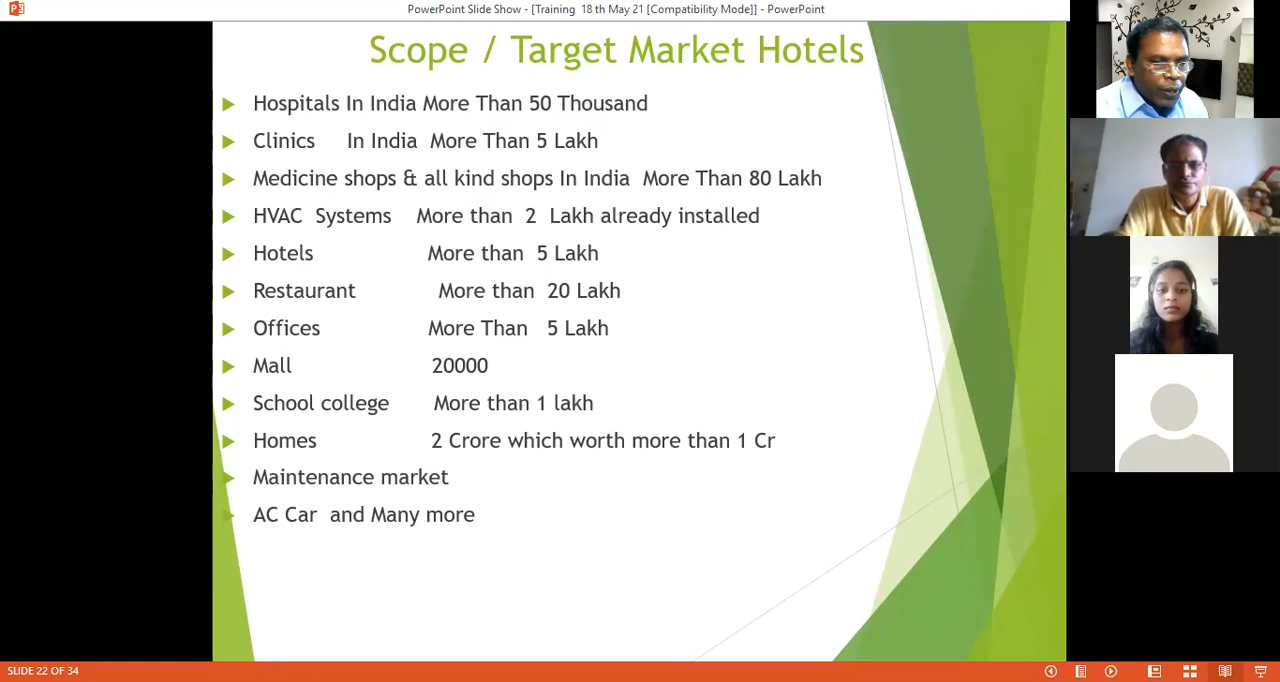 PowerPoint Slide Show - [Training 18 th May 21 [Compatibility Mode]] - PowerPoint
Scope / Target Market Hotels
Hospitals In India More Than 50 Thousand
Clinics In India More Than 5 Lakh
Medicine shops & all kind shops In India More Than 80 Lakh
HVAC Systems More than 2 Lakh already installed
Hotels More than 5 Lakh
Restaurant More than 20 Lakh
Offices More Than 5 Lakh
Mall 20000
School college More than 1 lakh
Homes 2 Crore which worth more than 1 Cr
Maintenance market
AC Car and Many more
SLIDE 22 OF 34